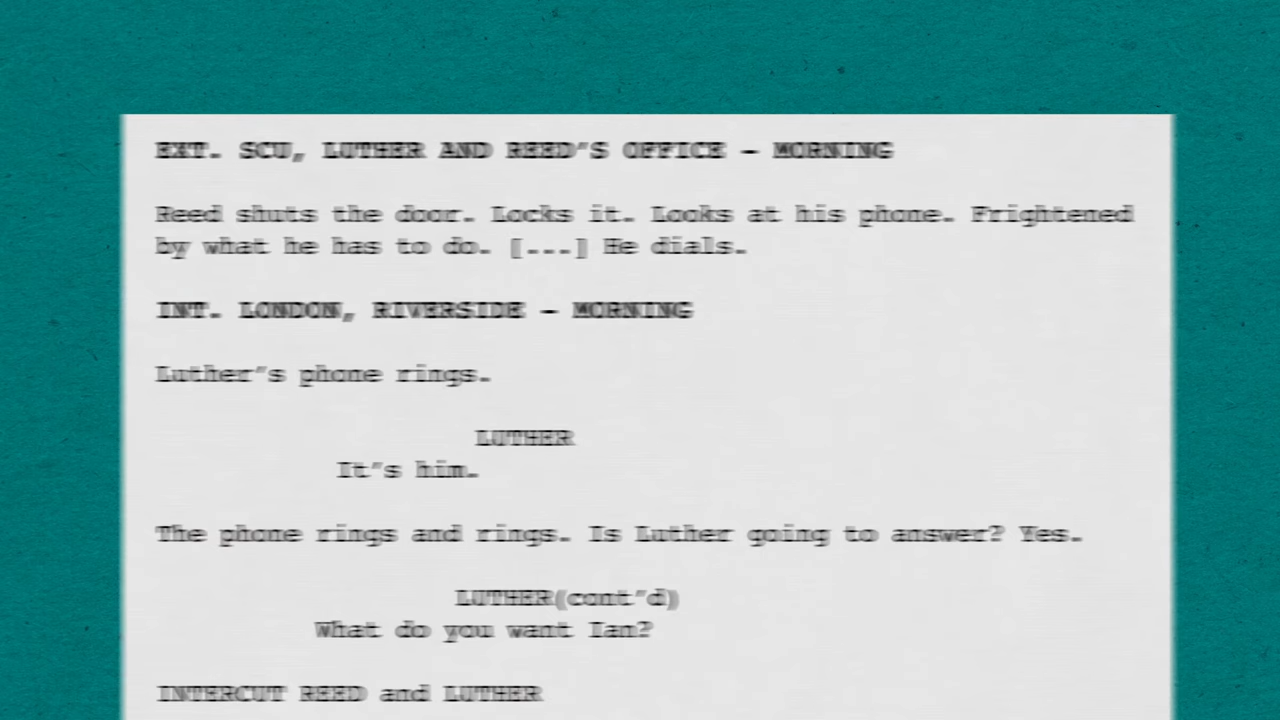 EXT. SCU, LUTHER AND REED'S OFFICE – MORNING
Reed shuts the door. Locks it. Looks at his phone. Frightened
by what he has to do. [...] He dials.
INT. LONDON, RIVERSIDE – MORNING
Luther's phone rings.
LUTHER
It's him.
The phone rings and rings. Is Luther going to answer? Yes.
LUTHER(cont'd)
What do you want Ian?
INTERCUT REED and LUTHER